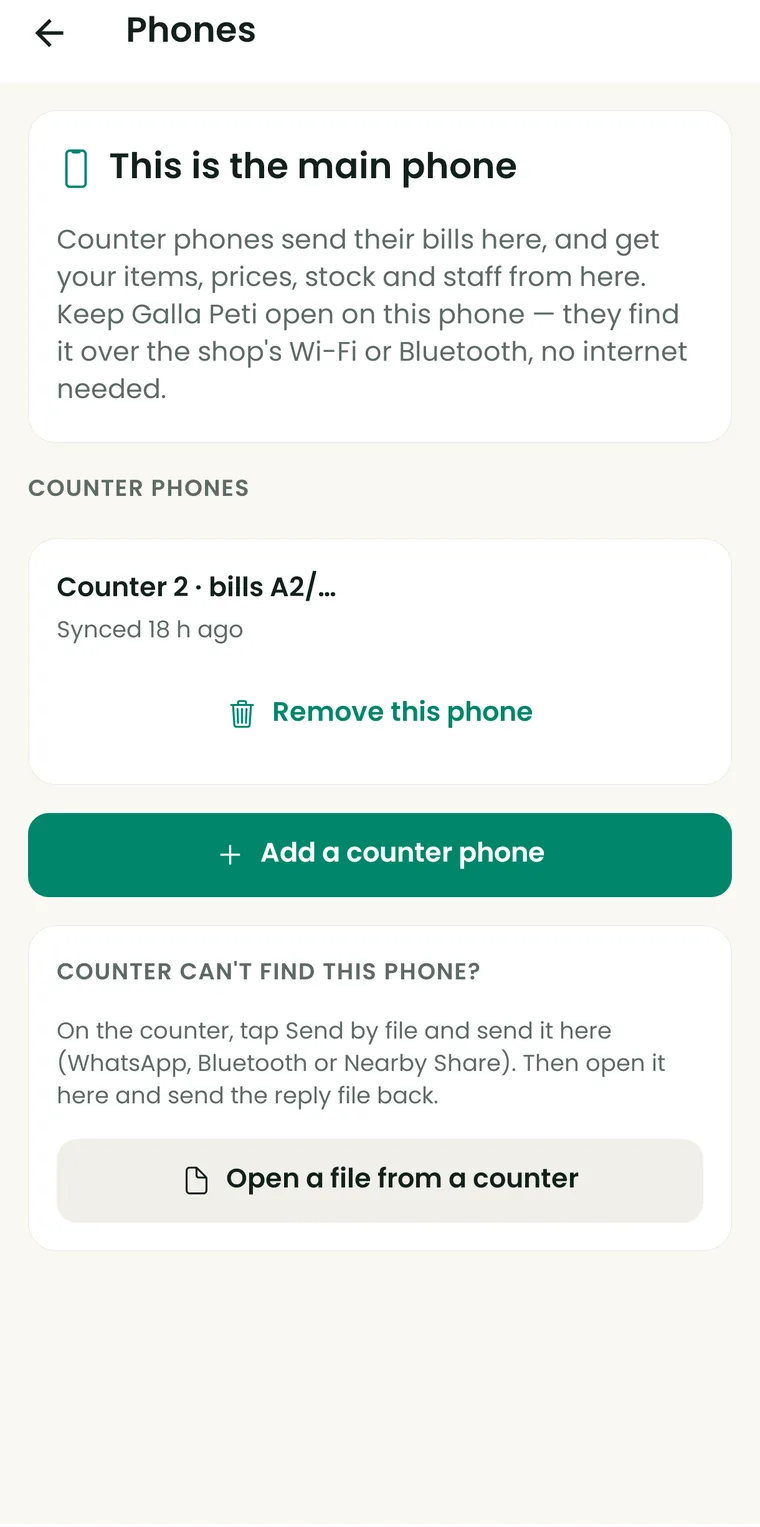 Phones
This is the main phone
Counter phones send their bills here, and get
your items, prices, stock and staff from here.
Keep Galla Peti open on this phone — they find
it over the shop's Wi-Fi or Bluetooth, no internet
needed.
COUNTER PHONES
Counter 2 · bills A2/…
Synced 18 h ago
Remove this phone
Add a counter phone
COUNTER CAN'T FIND THIS PHONE?
On the counter, tap Send by file and send it here
(WhatsApp, Bluetooth or Nearby Share). Then open it
here and send the reply file back.
Open a file from a counter